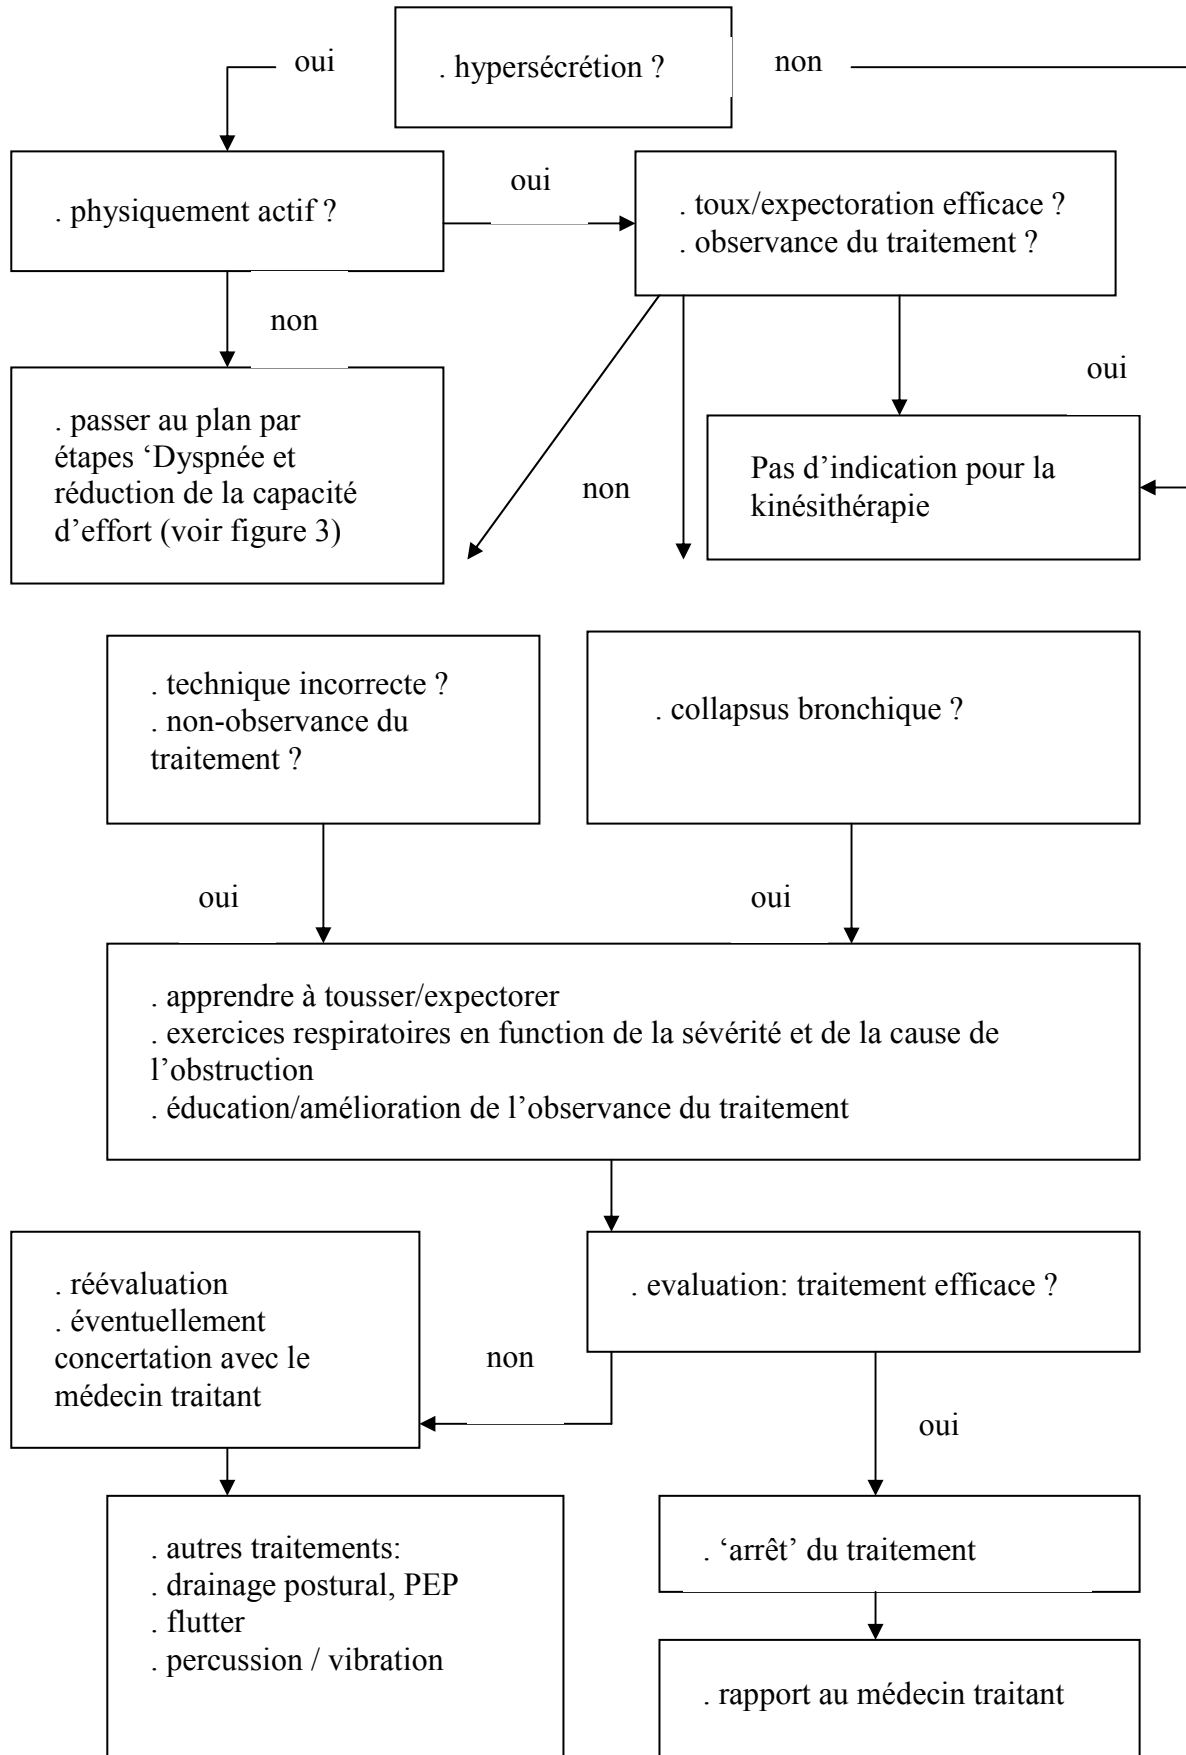 oui
. hypersécrétion ?
non
. physiquement actif ?
oui
. toux/expectoration efficace ?
. observance du traitement ?
non
oui
. passer au plan par
étapes ‘Dyspnée et
réduction de la capacité
d’effort (voir figure 3)
non
Pas d’indication pour la
kinésithérapie
. technique incorrecte ?
. non-observance du
traitement ?
. collapsus bronchique ?
oui
oui
. apprendre à tousser/expectorer
. exercices respiratoires en function de la sévérité et de la cause de
l’obstruction
. éducation/amélioration de l’observance du traitement
. réévaluation
. éventuellement
concertation avec le
médecin traitant
non
. evaluation: traitement efficace ?
oui
. autres traitements:
. drainage postural, PEP
. flutter
. percussion / vibration
. ‘arrêt’ du traitement
. rapport au médecin traitant